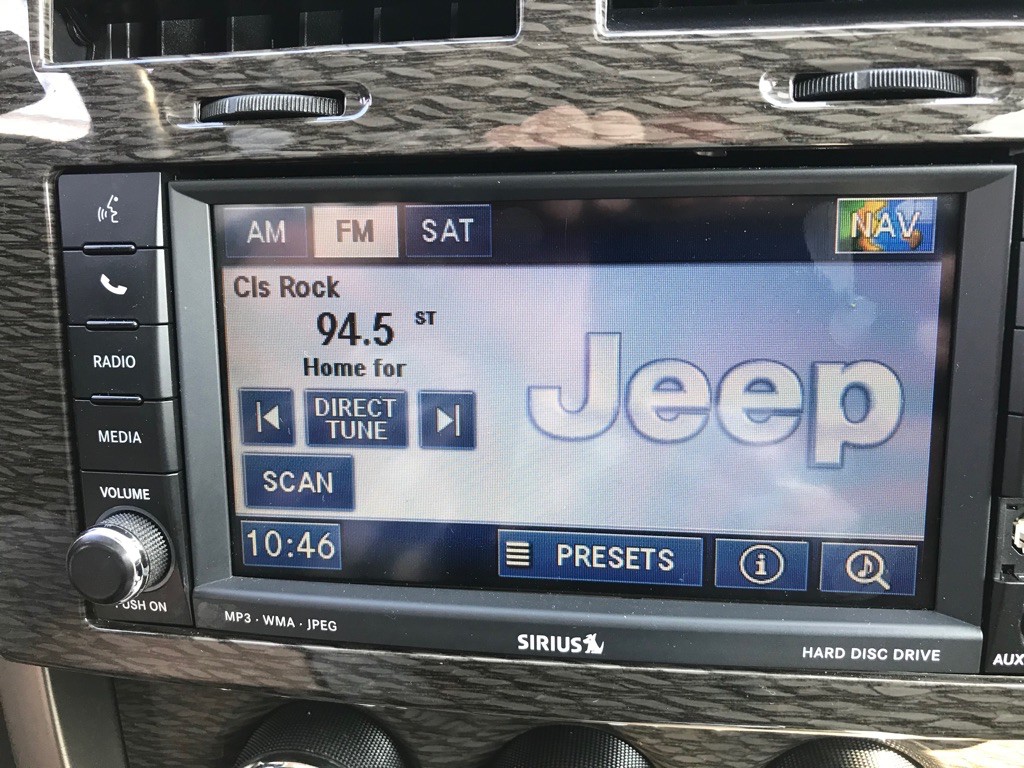 AM FM SAT NAV
Cls Rock
94.5 ST
Home for
RADIO
DIRECT
TUNE
MEDIA
SCAN
Jeep
VOLUME
10:46 PRESETS
PUSH ON
MP3 · WMA · JPEG
SIRIUS
HARD DISC DRIVE
AUX